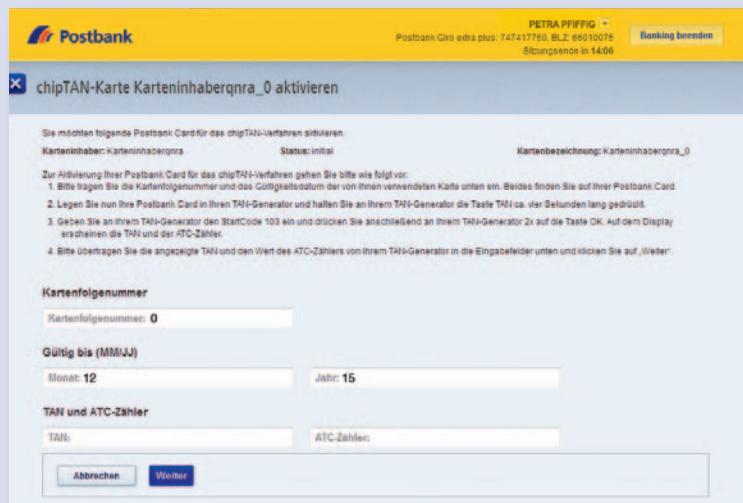 Postbank
PETRA PFIFFIG
Postbank Giro extra plus: 747417760, BLZ: 66010075
Sitzungsende in 14:06
Banking beenden
chipTAN-Karte Karteninhaberqnra_0 aktivieren
Sie möchten folgende Postbank Card für das chipTAN-Verfahren aktivieren.
Karteninhaber: Karteninhaberqnra Status: initial Kartenbezeichnung: Karteninhaberqnra_0
Zur Aktivierung Ihrer Postbank Card für das chipTAN-Verfahren gehen Sie bitte wie folgt vor:
1. Bitte tragen Sie die Kartenfolgenummer und das Gültigkeitsdatum der von Ihnen verwendeten Karte unten ein. Beides finden Sie auf Ihrer Postbank Card.
2. Legen Sie nun Ihre Postbank Card in Ihren TAN-Generator und halten Sie an Ihrem TAN-Generator die Taste TAN ca. vier Sekunden lang gedrückt.
3. Geben Sie an Ihrem TAN-Generator den StartCode 103 ein und drücken Sie anschließend an Ihrem TAN-Generator 2x auf die Taste OK. Auf dem Display
erscheinen die TAN und der ATC-Zähler.
4. Bitte übertragen Sie die angezeigte TAN und den Wert des ATC-Zählers von Ihrem TAN-Generator in die Eingabefelder unten und klicken Sie auf „Weiter“.
Kartenfolgenummer
Kartenfolgenummer: 0
Gültig bis (MM/JJ)
Monat: 12 Jahr: 15
TAN und ATC-Zähler
TAN: ATC-Zähler:
Abbrechen Weiter